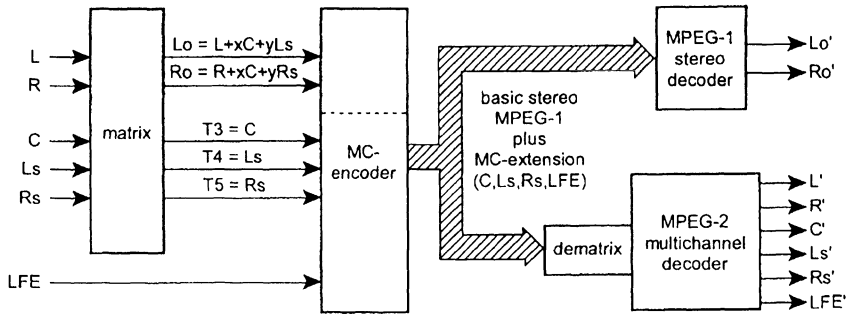 L
R
C
Ls
Rs
LFE
matrix
Lo = L+xC+yLs
Ro = R+xC+yRs
T3 = C
T4 = Ls
T5 = Rs
MC-
encoder
basic stereo
MPEG-1
plus
MC-extension
(C,Ls,Rs,LFE)
MPEG-1
stereo
decoder
Lo'
Ro'
dematrix
MPEG-2
multichannel
decoder
L'
R'
C'
Ls'
Rs'
LFE'